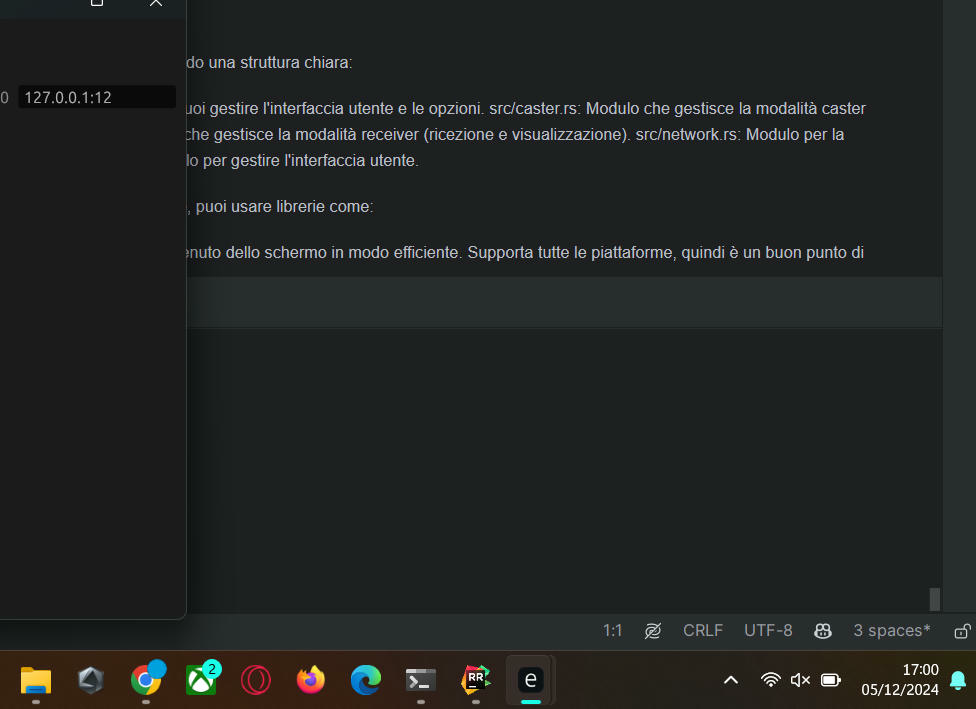 do una struttura chiara:
0 127.0.0.1:12
uoi gestire l'interfaccia utente e le opzioni. src/caster.rs: Modulo che gestisce la modalità caster
che gestisce la modalità receiver (ricezione e visualizzazione). src/network.rs: Modulo per la
lo per gestire l'interfaccia utente.
, puoi usare librerie come:
enuto dello schermo in modo efficiente. Supporta tutte le piattaforme, quindi è un buon punto di
1:1 CRLF UTF-8 3 spaces*
2
RR
e
17:00
05/12/2024